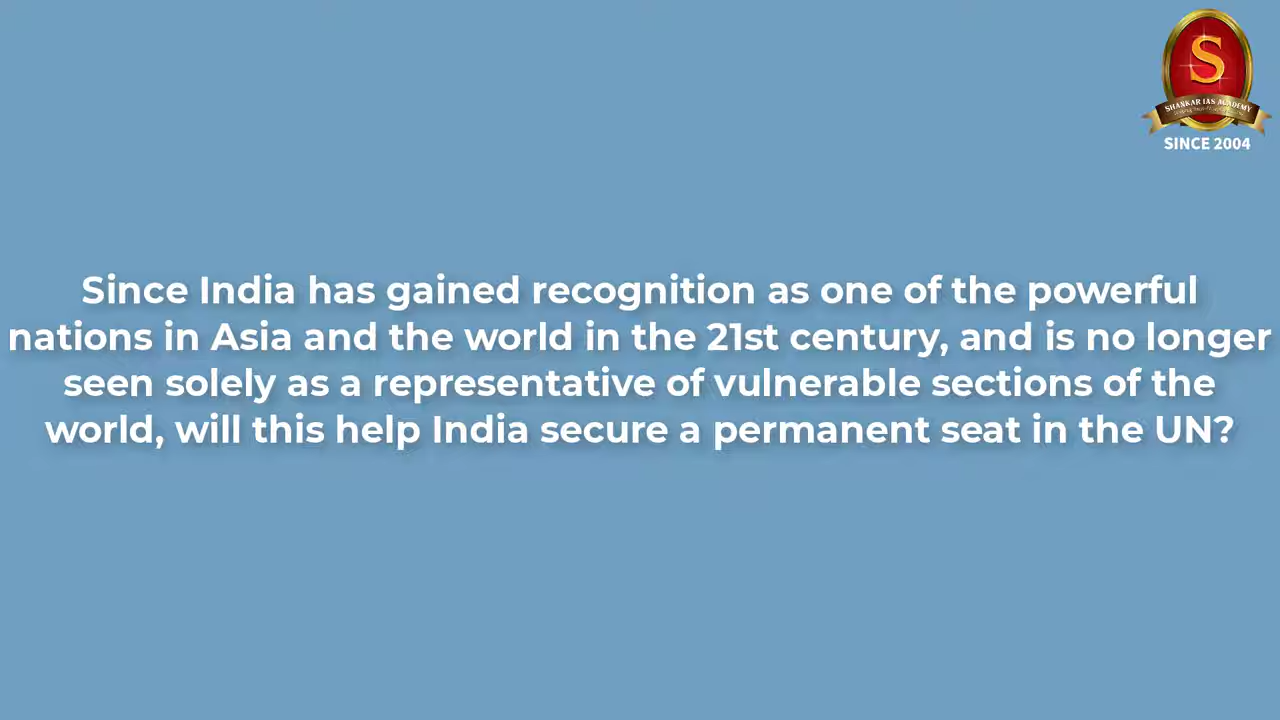 S
SHANKAR IAS ACADEMY
SINCE 2004
Since India has gained recognition as one of the powerful
nations in Asia and the world in the 21st century, and is no longer
seen solely as a representative of vulnerable sections of the
world, will this help India secure a permanent seat in the UN?